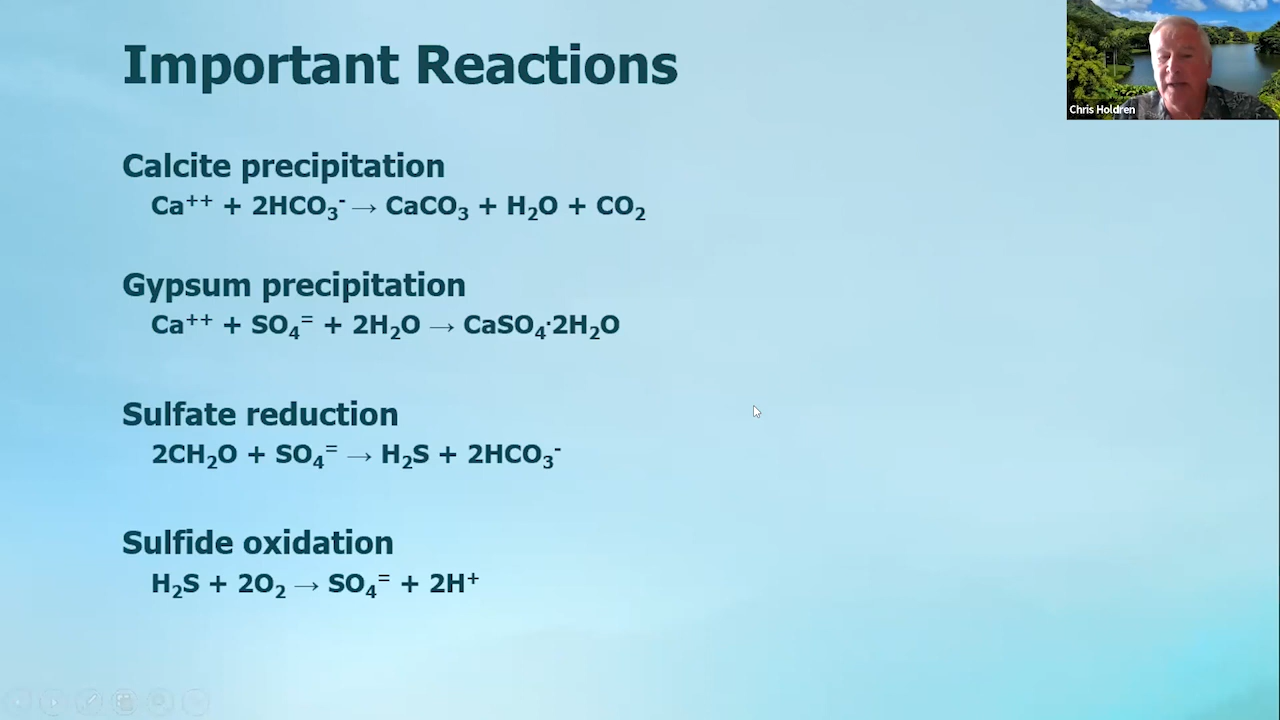 Important Reactions
Chris Holdren
Calcite precipitation
Ca⁺⁺ + 2HCO₃⁻ → CaCO₃ + H₂O + CO₂
Gypsum precipitation
Ca⁺⁺ + SO₄⁼ + 2H₂O → CaSO₄·2H₂O
Sulfate reduction
2CH₂O + SO₄⁼ → H₂S + 2HCO₃⁻
Sulfide oxidation
H₂S + 2O₂ → SO₄⁼ + 2H⁺